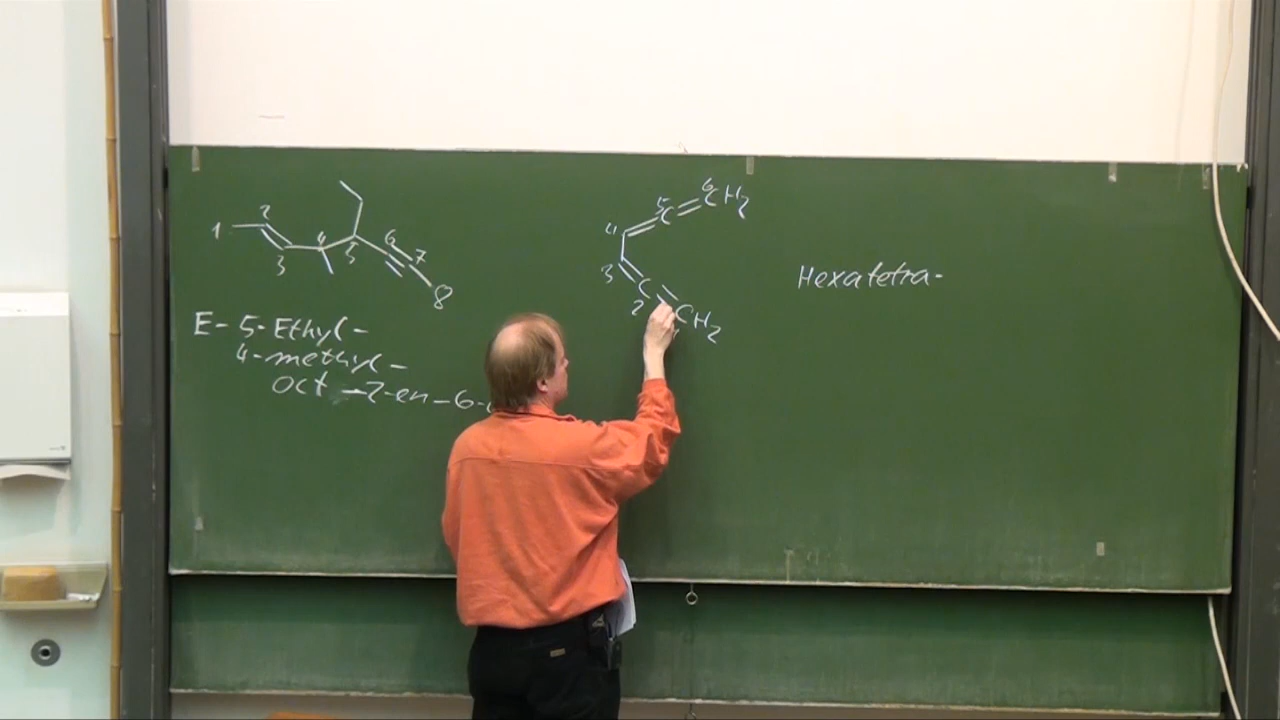 1 2 3 4 5 6 7 8
E-5-Ethyl-
4-methyl-
Oct-2-en-6-
6 CH2
5 C
4
3
C
2
CH2
Hexatetra-